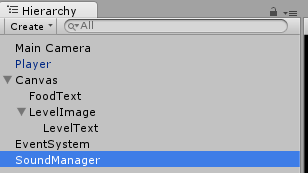 Hierarchy
Create All
Main Camera
Player
Canvas
FoodText
LevelImage
LevelText
EventSystem
SoundManager